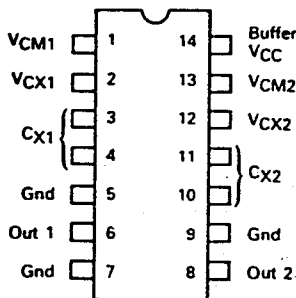 VCM1 1 14 Buffer VCC
VCX1 2 13 VCM2
CX1 3 12 VCX2
4 11 CX2
Gnd 5 10
Out 1 6 9 Gnd
Gnd 7 8 Out 2